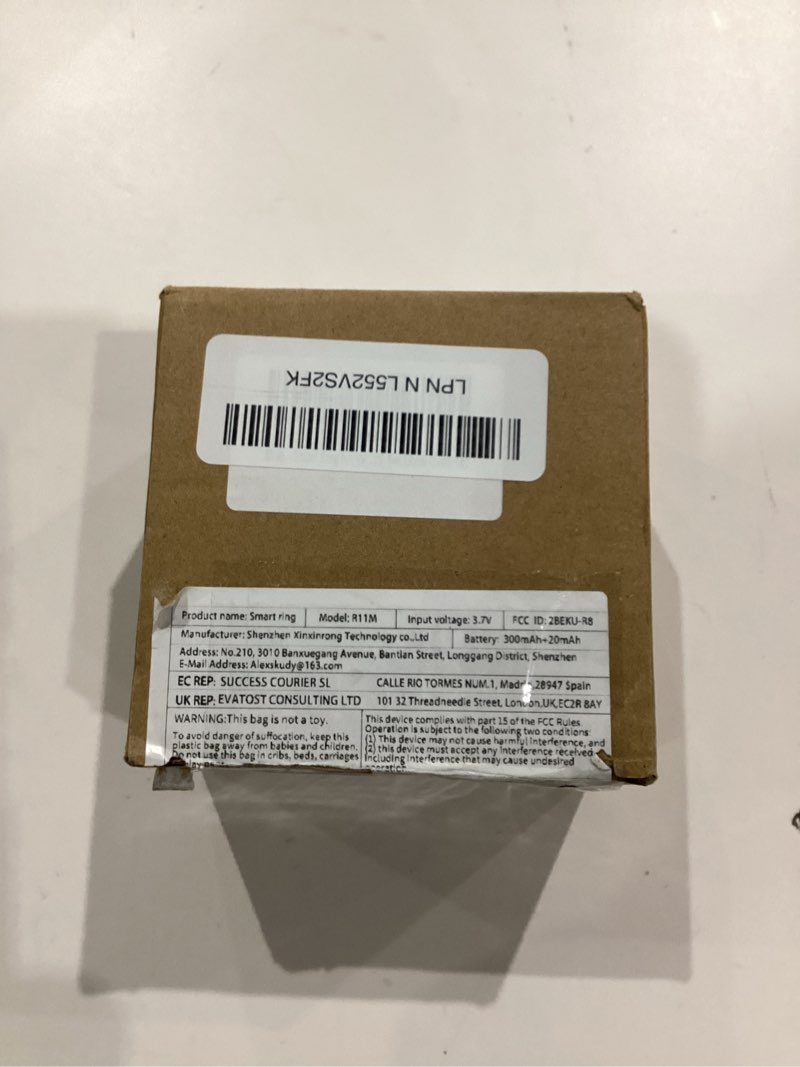 LPN N L552VS2FK
Product name: Smart ring Model: R11M Input voltage: 3.7V FCC ID: 2BEKU-R8
Manufacturer: Shenzhen Xinxinrong Technology co.,Ltd Battery: 300mAh+20mAh
Address: No.210, 3010 Banxuegang Avenue, Bantian Street, Longgang District, Shenzhen
E-Mail Address: Alexskudy@163.com
EC REP: SUCCESS COURIER SL CALLE RIO TORMES NUM.1, Madrid,28947 Spain
UK REP: EVATOST CONSULTING LTD 101 32 Threadneedle Street, London,UK,EC2R 8AY
WARNING:This bag is not a toy.
To avoid danger of suffocation, keep this
plastic bag away from babies and children.
Do not use this bag in cribs, beds, carriages
This device complies with part 15 of the FCC Rules.
Operation is subject to the following two conditions:
(1) This device may not cause harmful interference, and
(2) this device must accept any interference received,
including interference that may cause undesired
operation.